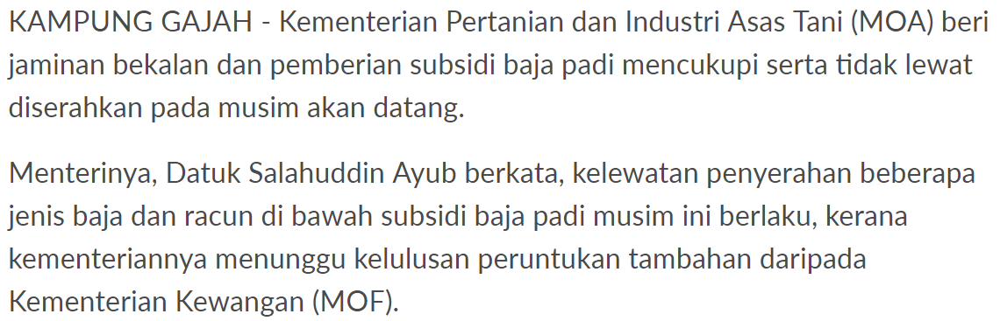 KAMPUNG GAJAH - Kementerian Pertanian dan Industri Asas Tani (MOA) beri
jaminan bekalan dan pemberian subsidi baja padi mencukupi serta tidak lewat
diserahkan pada musim akan datang.
Menterinya, Datuk Salahuddin Ayub berkata, kelewatan penyerahan beberapa
jenis baja dan racun di bawah subsidi baja padi musim ini berlaku, kerana
kementeriannya menunggu kelulusan peruntukan tambahan daripada
Kementerian Kewangan (MOF).